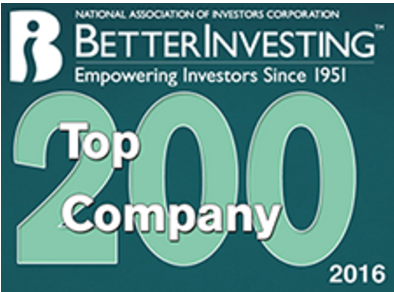 NATIONAL ASSOCIATION OF INVESTORS CORPORATION
BETTERINVESTING™
Empowering Investors Since 1951
200
Top
Company
2016